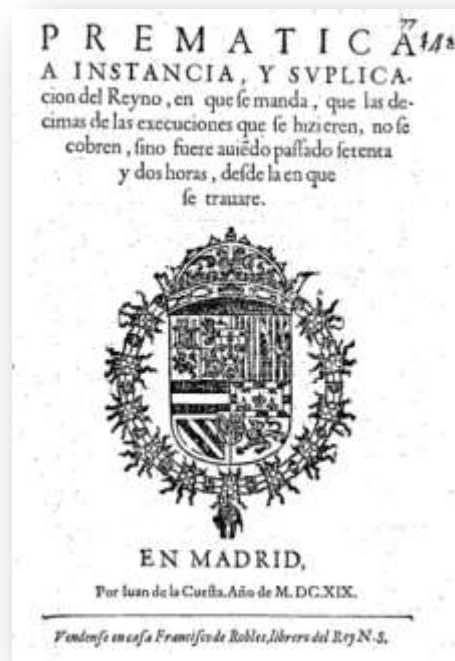 PREMATICA
A INSTANCIA, Y SVPLICA-
cion del Reyno, en que se manda, que las de-
cimas de las execuciones que se hizieren, no se
cobren, sino fuere auiẽdo passado setenta
y dos horas, desde la en que
se trauare.
EN MADRID,
Por Iuan de la Cuesta. Año de M.DC.XIX.
Vendense en casa Francisco de Robles, librero del Rey N.S.